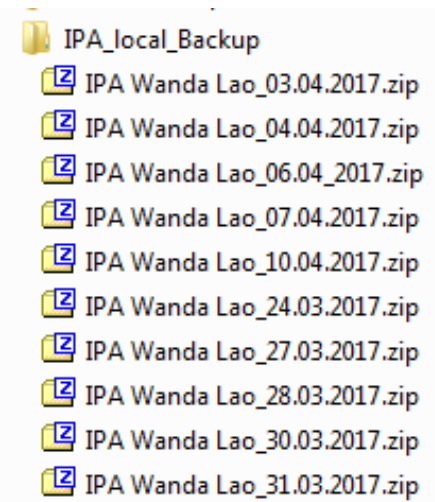 IPA_local_Backup
IPA Wanda Lao_03.04.2017.zip
IPA Wanda Lao_04.04.2017.zip
IPA Wanda Lao_06.04_2017.zip
IPA Wanda Lao_07.04.2017.zip
IPA Wanda Lao_10.04.2017.zip
IPA Wanda Lao_24.03.2017.zip
IPA Wanda Lao_27.03.2017.zip
IPA Wanda Lao_28.03.2017.zip
IPA Wanda Lao_30.03.2017.zip
IPA Wanda Lao_31.03.2017.zip